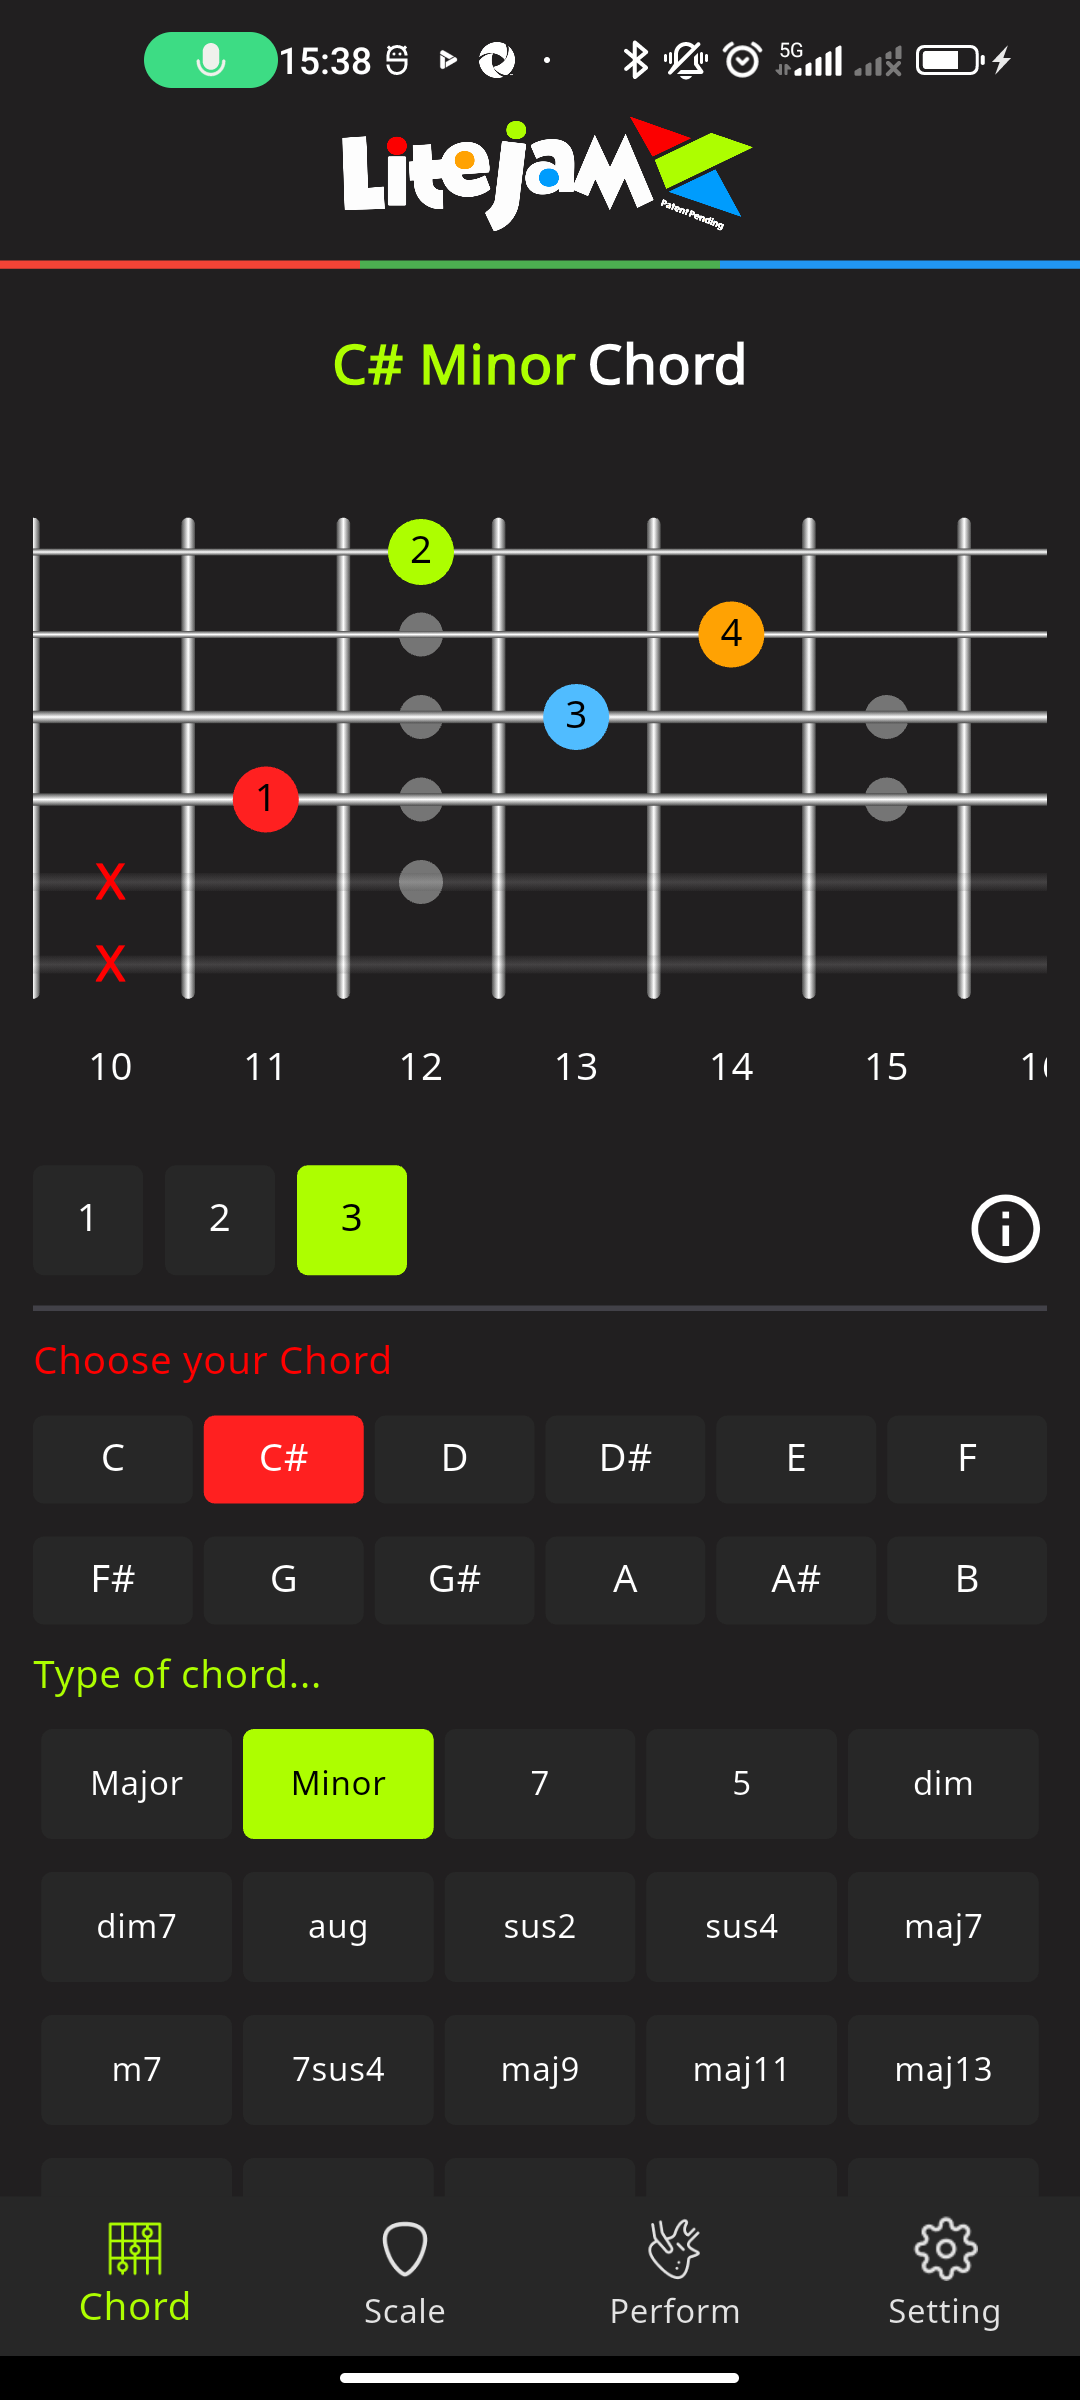 15:38
5G
Litejam
Patent Pending
C# Minor Chord
2
4
3
1
X
X
10 11 12 13 14 15
1 2 3
Choose your Chord
C C# D D# E F
F# G G# A A# B
Type of chord...
Major Minor 7 5 dim
dim7 aug sus2 sus4 maj7
m7 7sus4 maj9 maj11 maj13
Chord Scale Perform Setting